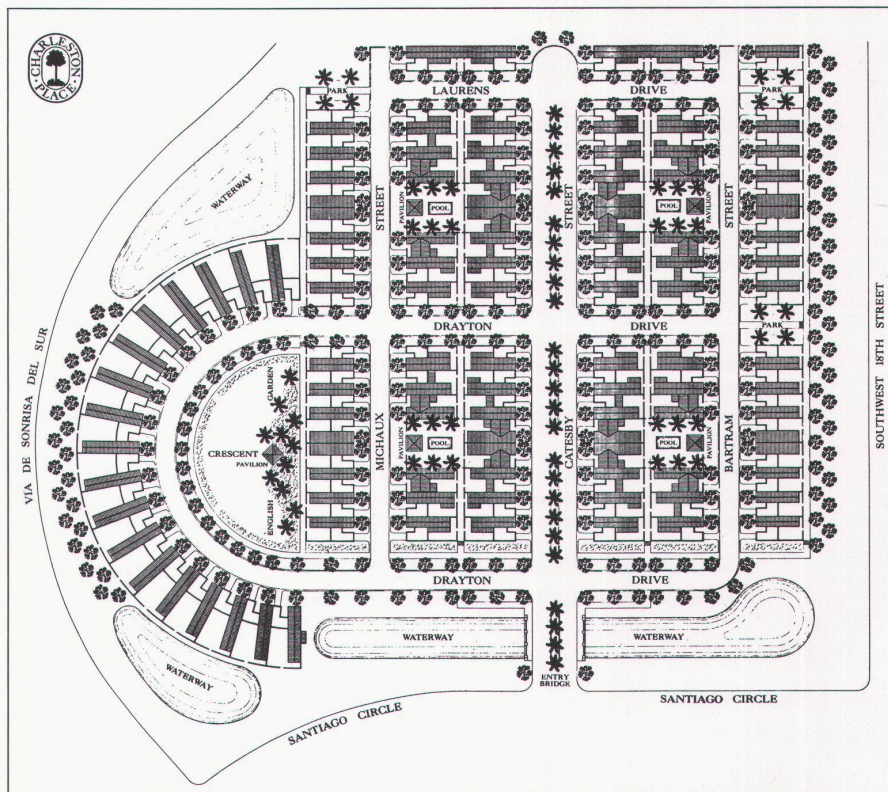 CHARLESTON
PLACE
PARK
LAURENS
DRIVE
PARK
WATERWAY
STREET
PAVILION
POOL
STREET
POOL
PAVILION
STREET
DRAYTON
DRIVE
PARK
VIA DE SONRISA DEL SUR
SOUTHWEST 18TH STREET
GARDEN
CRESCENT
PAVILION
ENGLISH
MICHAUX
PAVILION
POOL
CATESBY
POOL
PAVILION
BARTRAM
DRAYTON
DRIVE
WATERWAY
WATERWAY
WATERWAY
ENTRY
BRIDGE
SANTIAGO CIRCLE
SANTIAGO CIRCLE